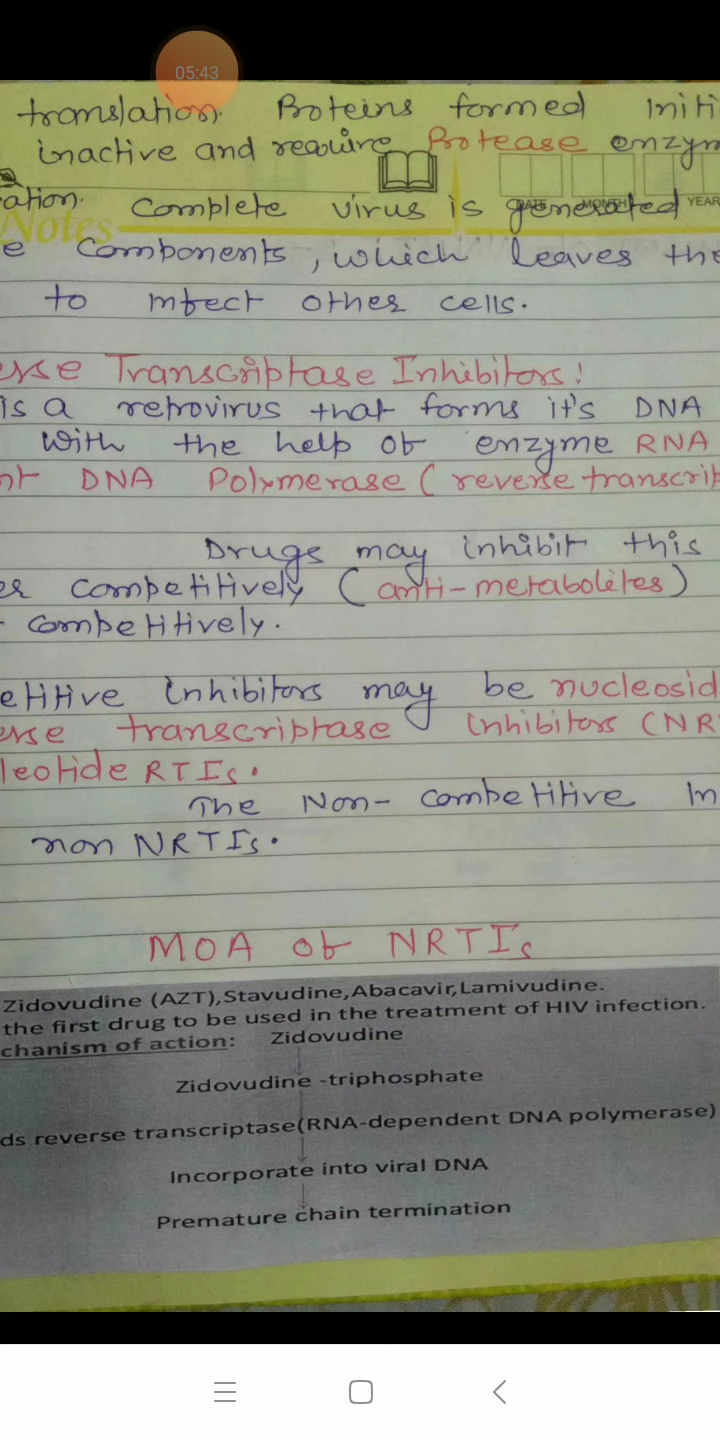 05:43
translation. Proteins formed Initi
inactive and require Protease enzym
DATE MONTH YEAR
ation. Complete virus is generated
Notes
e components, which leaves the
to infect other cells.
erse Transcriptase Inhibitors!
is a retrovirus that forms it's DNA
With the help of enzyme RNA
nt DNA Polymerase ( reverse transcrip
Drugs may inhibit this
er competitively ( anti-metabolites)
- competitively.
etitive inhibitors may be nucleosid
erse transcriptase inhibitors (NR
leotide RTIs.
The Non- competitive In
non NRTIs.
MOA of NRTIs
Zidovudine (AZT),Stavudine,Abacavir,Lamivudine.
the first drug to be used in the treatment of HIV infection.
chanism of action: Zidovudine
Zidovudine -triphosphate
ds reverse transcriptase(RNA-dependent DNA polymerase)
Incorporate into viral DNA
Premature chain termination